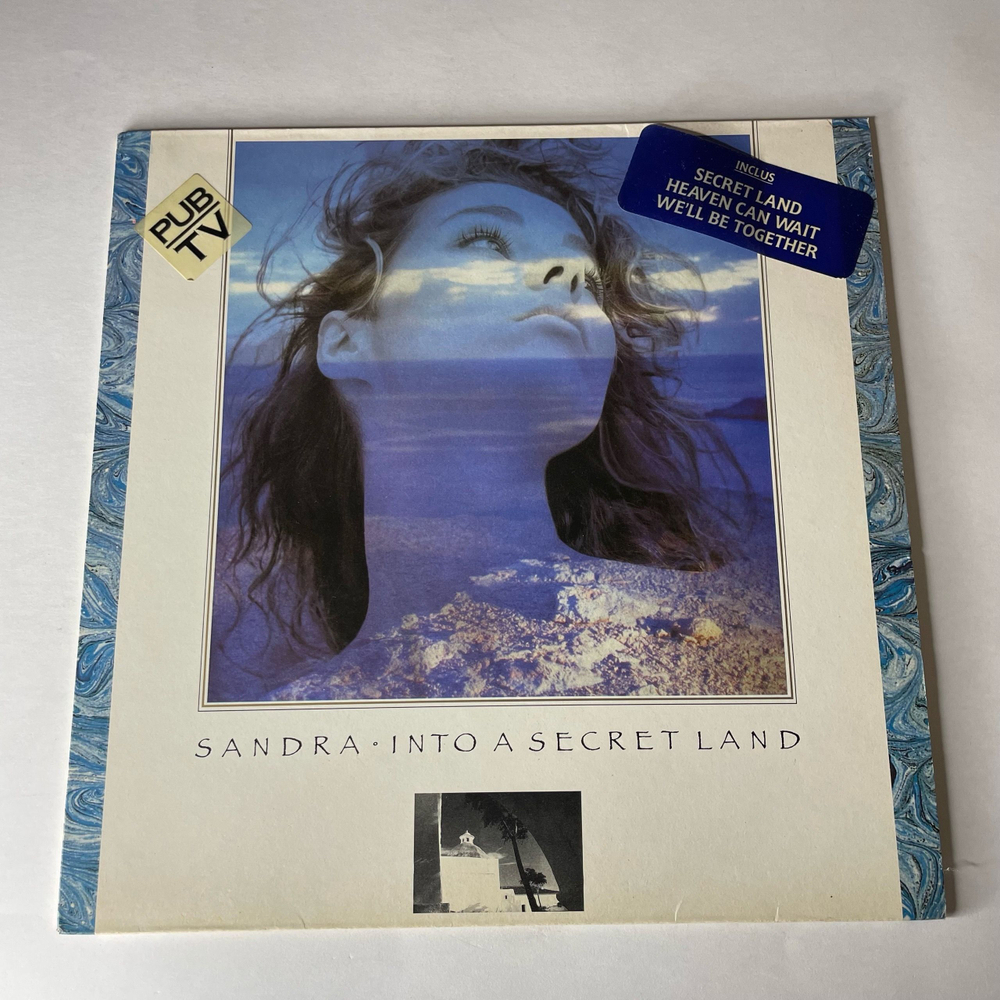 PUB
TV
INCLUS
SECRET LAND
HEAVEN CAN WAIT
WE'LL BE TOGETHER
SANDRA • INTO A SECRET LAND